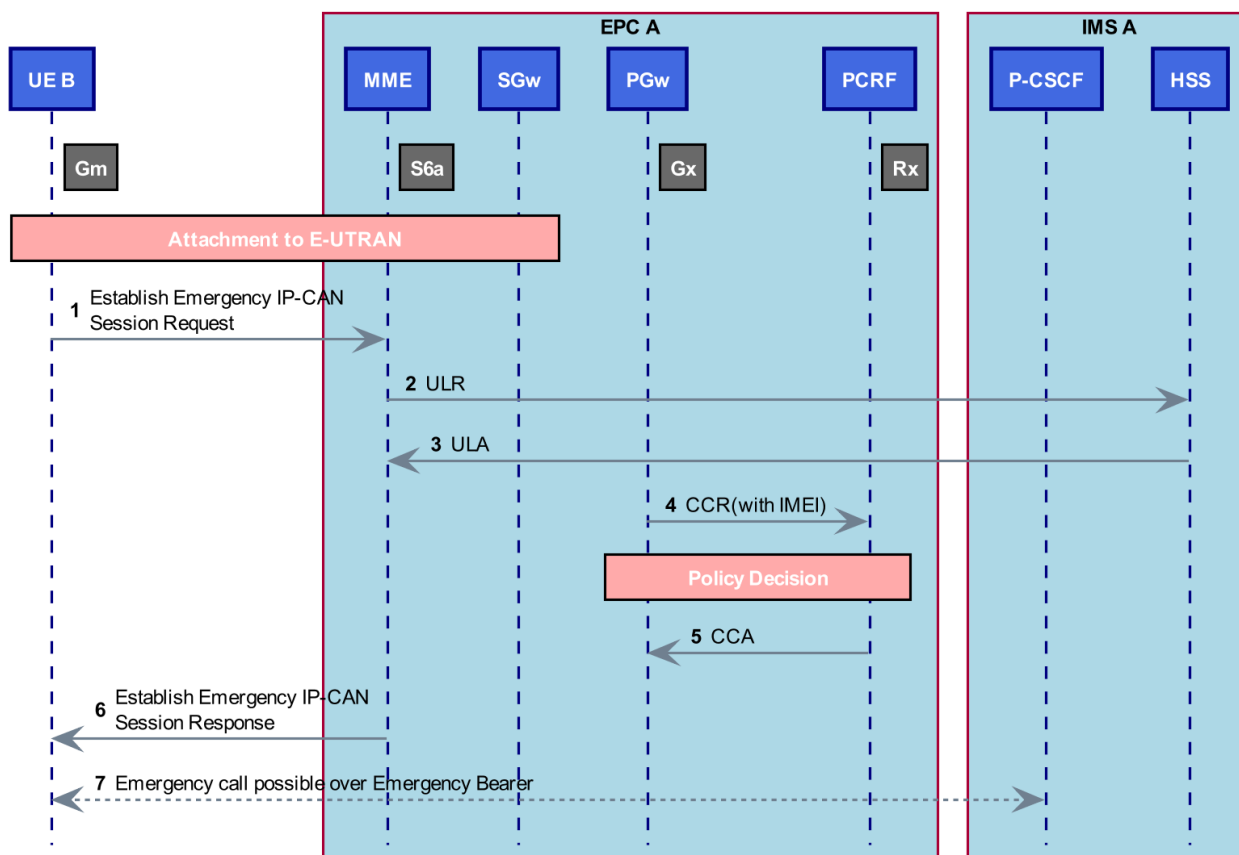 EPC A
IMS A
UE B
MME
SGw
PGw
PCRF
P-CSCF
HSS
Gm
S6a
Gx
Rx
Attachment to E-UTRAN
1 Establish Emergency IP-CAN
Session Request
2 ULR
3 ULA
4 CCR(with IMEI)
Policy Decision
5 CCA
6 Establish Emergency IP-CAN
Session Response
7 Emergency call possible over Emergency Bearer